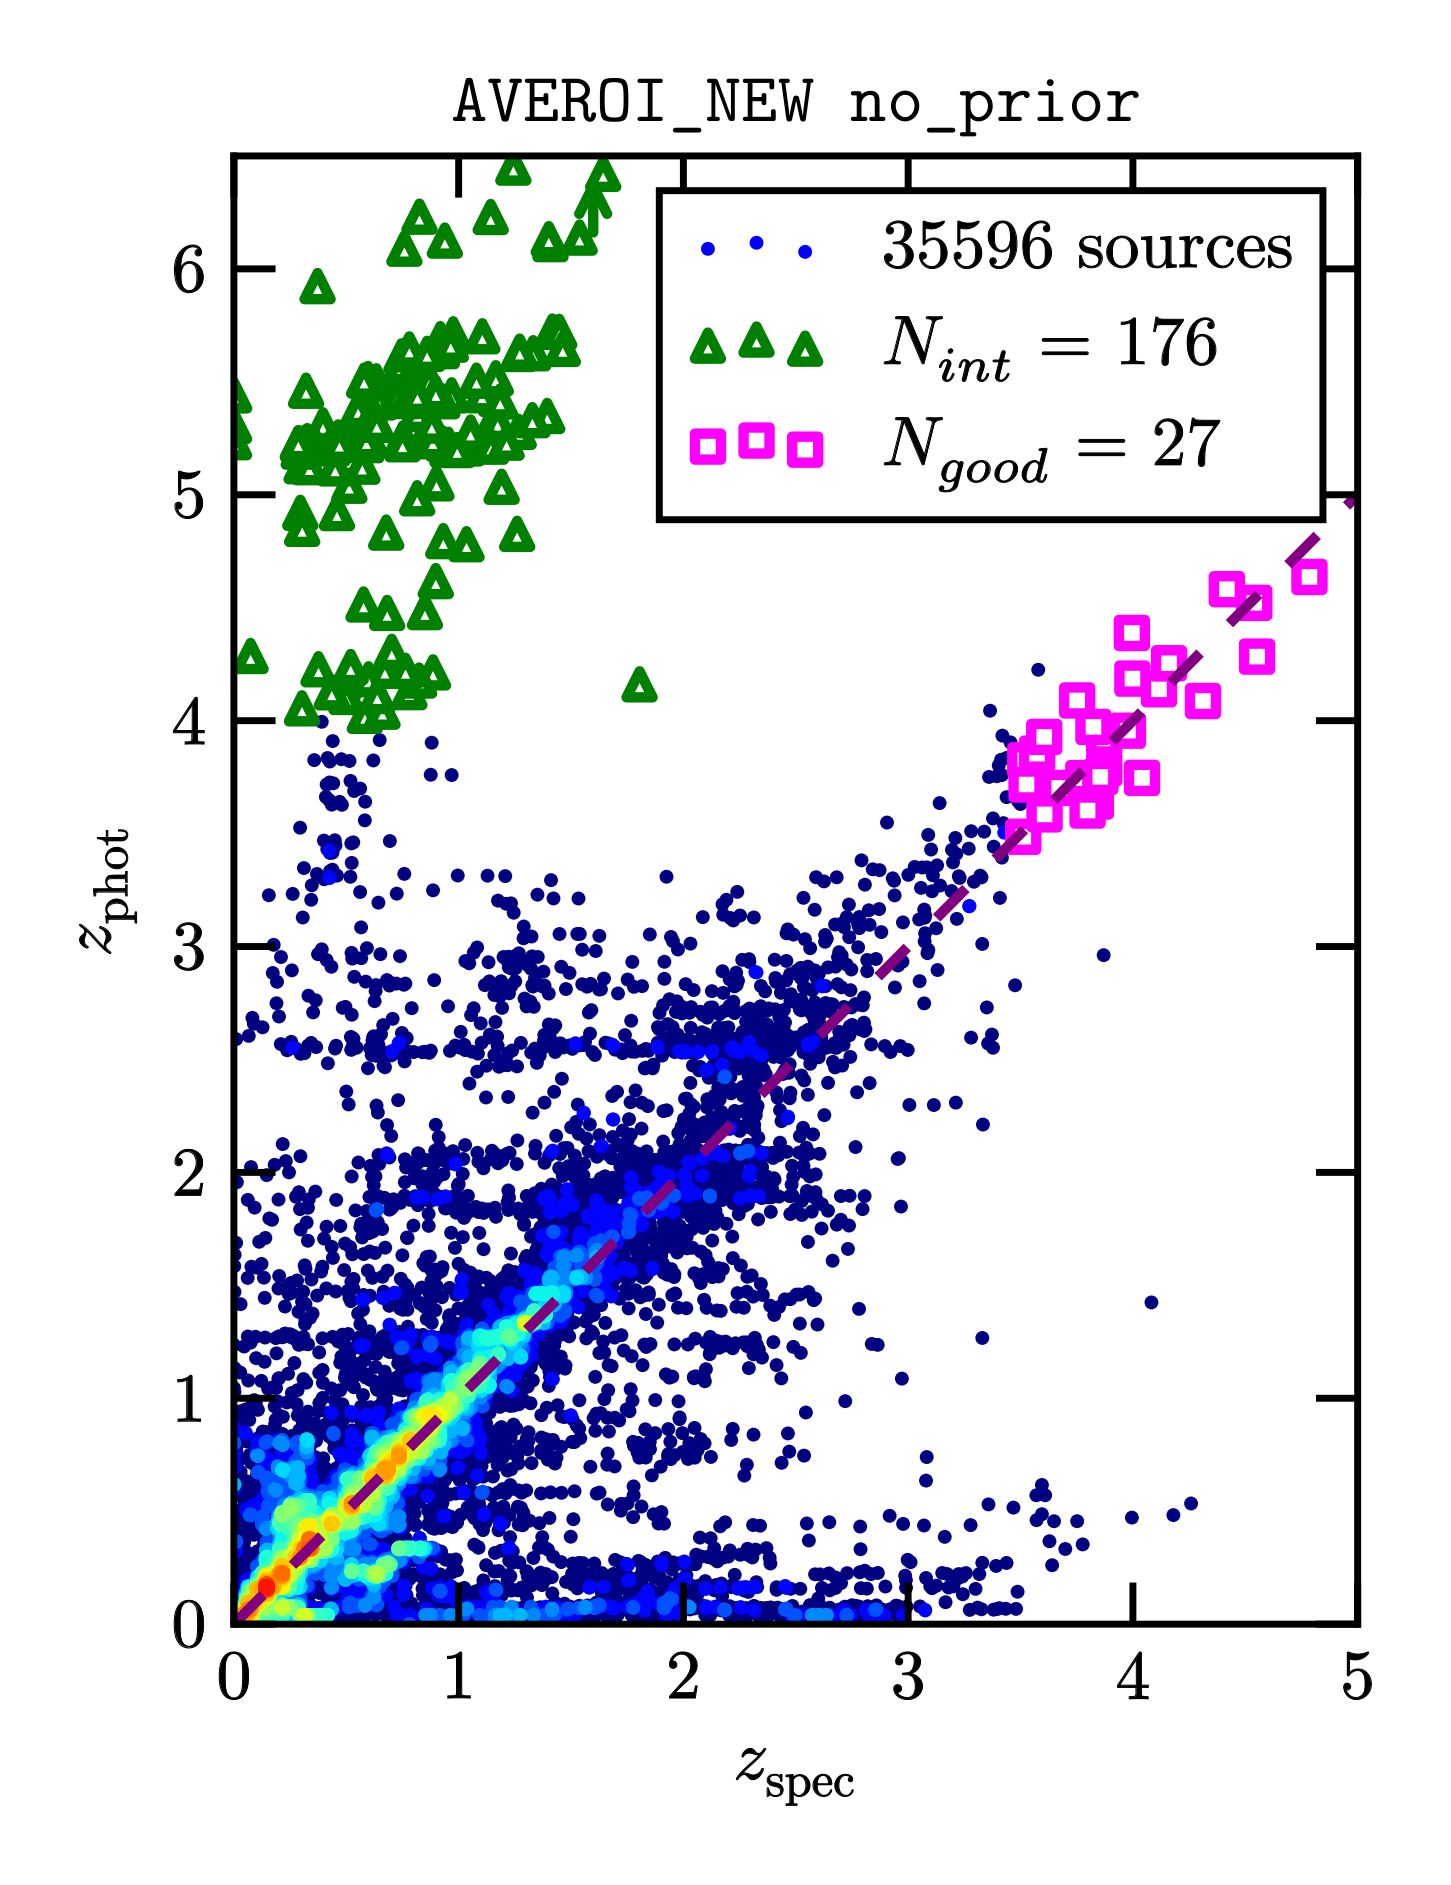 AVEROI_NEW no_prior
35596 sources
N_int = 176
N_good = 27
6
5
4
3
2
1
0
z_phot
0 1 2 3 4 5
z_spec